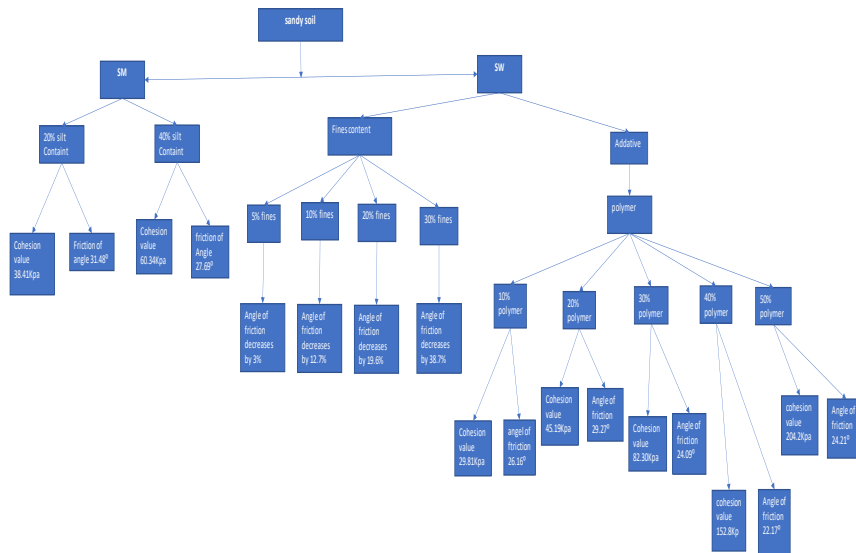 sandy soil
SM
SW
20% silt
Containt
40% silt
Containt
Fines content
Addative
Cohesion
value
38.41Kpa
Friction of
angle 31.48⁰
Cohesion
value
60.34Kpa
friction of
Angle
27.69⁰
5% fines
10% fines
20% fines
30% fines
polymer
Angle of
friction
decreases
by 3%
Angle of
friction
decreases
by 12.7%
Angle of
friction
decreases
by 19.6%
Angle of
friction
decreases
by 38.7%
10%
polymer
20%
polymer
30%
polymer
40%
polymer
50%
polymer
Cohesion
value
29.81Kpa
angel of
ftriction
26.16⁰
Cohesion
value
45.19Kpa
Angle of
friction
29.27⁰
Cohesion
value
82.30Kpa
Angle of
friction
24.09⁰
cohesion
value
152.8Kp
Angle of
friction
22.17⁰
cohesion
value
204.2Kpa
Angle of
friction
24.21⁰